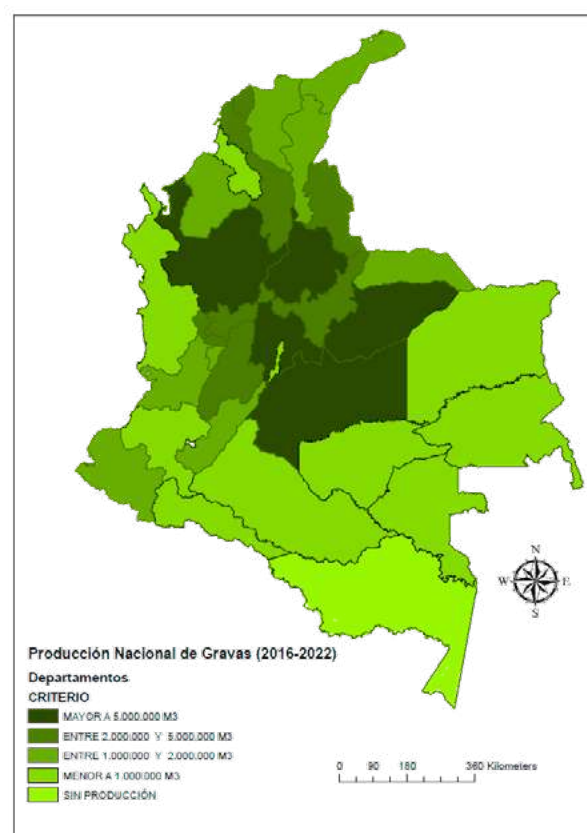 N
W
E
S
Producción Nacional de Gravas (2016-2022)
Departamentos
CRITERIO
MAYOR A 5.000.000 M3
ENTRE 2.000.000 Y 5.000.000 M3
ENTRE 1.000.000 Y 2.000.000 M3
MENOR A 1.000.000 M3
SIN PRODUCCIÓN
0 90 180 360 Kilometers